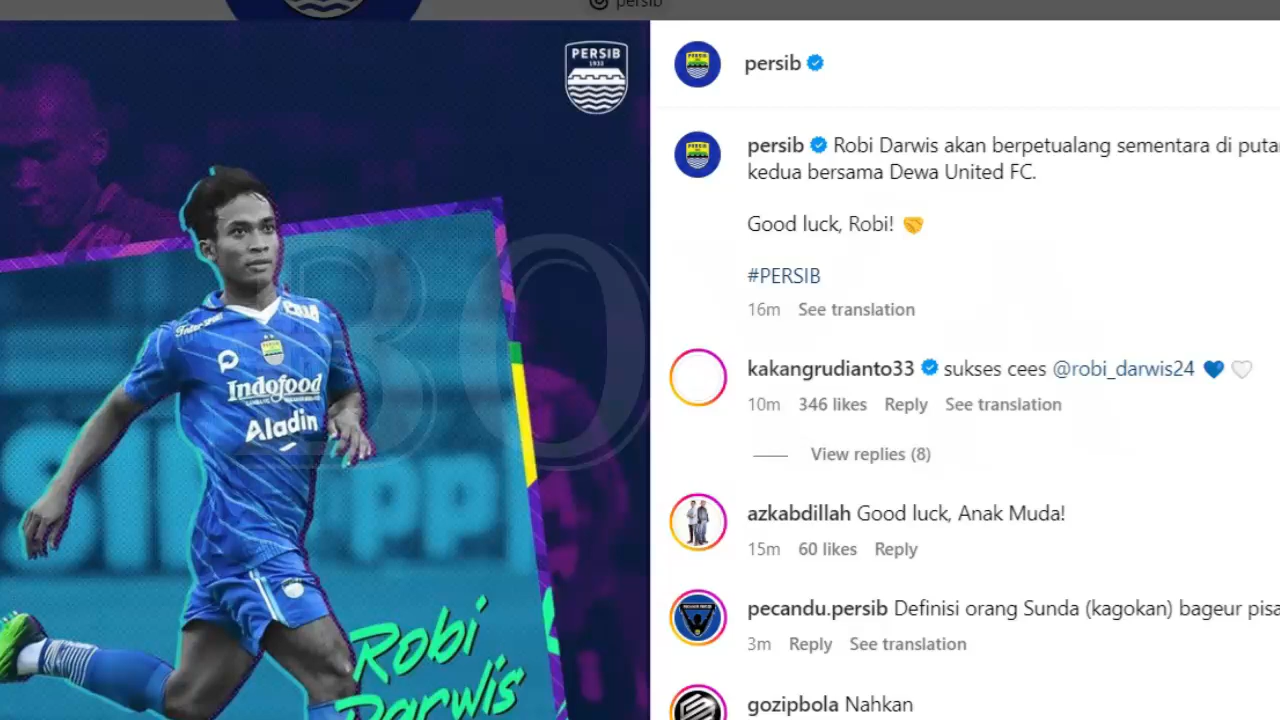 persib
PERSIB
1933
persib
persib Robi Darwis akan berpetualang sementara di
kedua bersama Dewa United FC.
Good luck, Robi! 🤝
#PERSIB
16m See translation
kakangrudianto33 sukses cees @robi_darwis24 💙 🤍
10m 346 likes Reply See translation
View replies (8)
azkabdillah Good luck, Anak Muda!
15m 60 likes Reply
pecandu.persib Definisi orang Sunda (kagokan) bageur
3m Reply See translation
gozipbola Nahkan
Indofood
Aladin
Robi
Darwis
BO